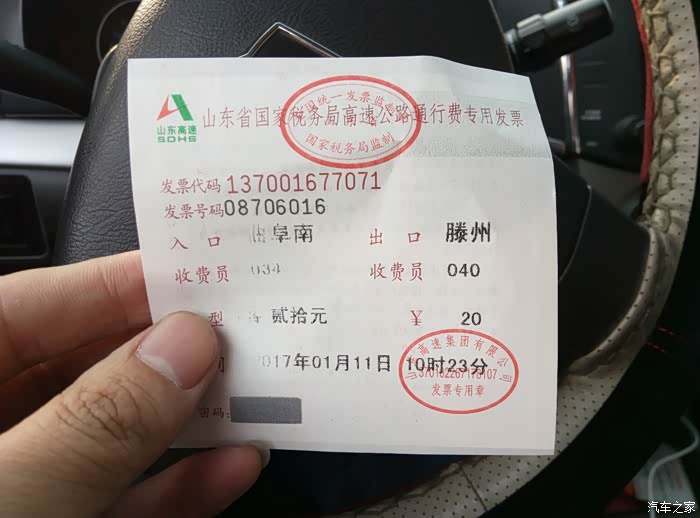 山东高速
SDHS
山东省国家税务局高速公路通行费专用发票
全国统一发票监制
国家税务局监制
发票代码 137001677071
发票号码 08706016
入口 曲阜南 出口 滕州
收费员 034 收费员 040
型 贰拾元 ¥ 20
2017年01月11日 10时23分
高速集团有限公
发票专用章
密码:
汽车之家